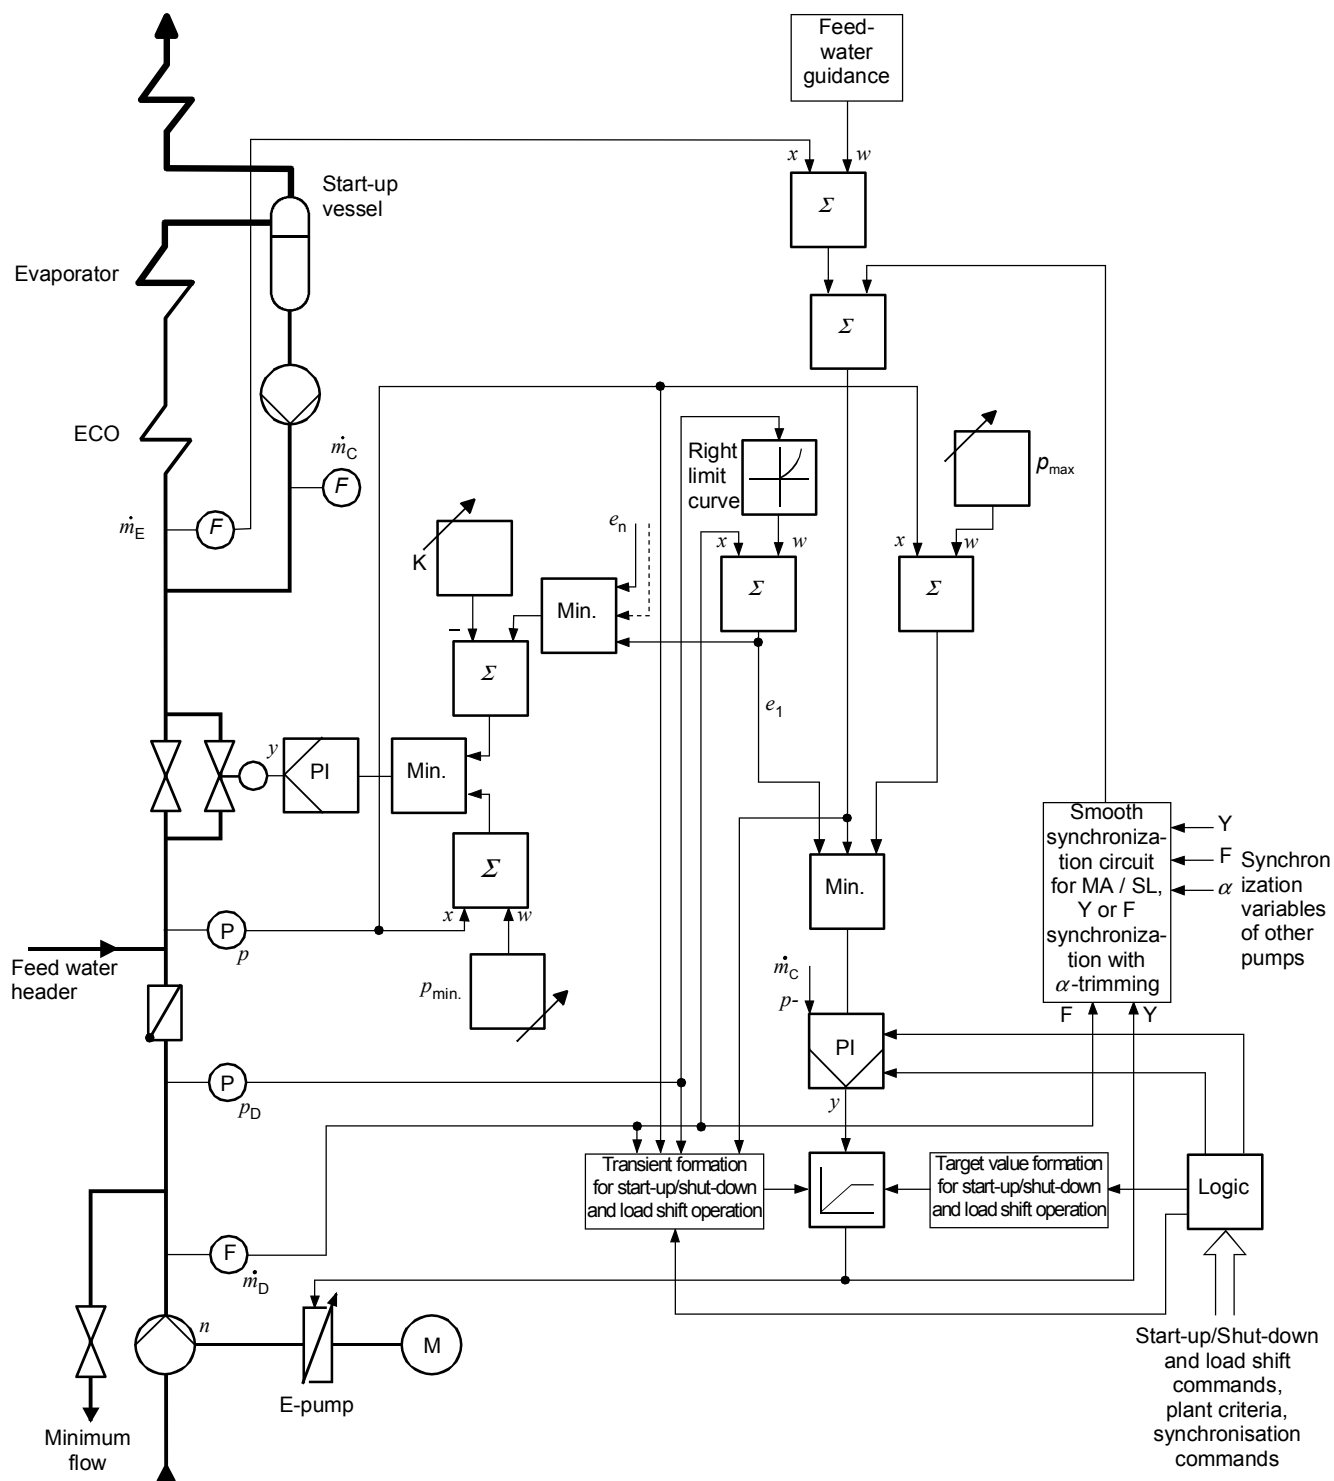 Feed-
water
guidance
x
w
Σ
Start-up
vessel
Evaporator
Σ
ECO
ṁC
F
Right
limit
curve
pmax
ṁE
F
K
en
x
w
x
w
Σ
Σ
Min.
–
Σ
e1
y
PI
Min.
Smooth
synchroniza-
tion circuit
for MA / SL,
Y or F
synchroniza-
tion with
α-trimming
Y
F
α
Synchron
ization
variables
of other
pumps
Σ
x
w
Min.
P
p
Feed water
header
pmin.
ṁC
p-
F
Y
PI
P
pD
y
Transient formation
for start-up/shut-down
and load shift operation
Target value formation
for start-up/shut-down
and load shift operation
Logic
F
ṁD
n
M
E-pump
Minimum
flow
Start-up/Shut-down
and load shift
commands,
plant criteria,
synchronisation
commands